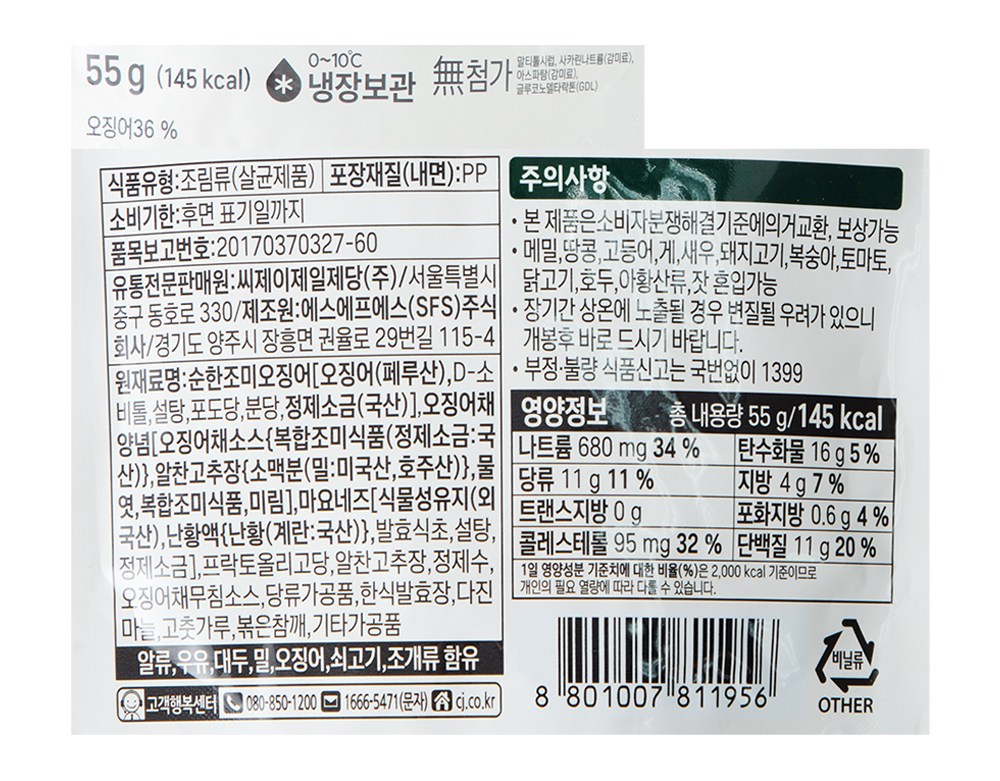 55g (145 kcal)
0~10℃
냉장보관
無첨가
말티톨시럽, 사카린나트륨(감미료),
아스파탐(감미료),
글루코노델타락톤(GDL)
오징어36 %
식품유형:조림류(살균제품) 포장재질(내면):PP
소비기한:후면 표기일까지
품목보고번호:20170370327-60
유통전문판매원:씨제이제일제당(주)/서울특별시
중구 동호로 330/제조원:에스에프에스(SFS)주식
회사/경기도 양주시 장흥면 권율로 29번길 115-4
원재료명:순한조미오징어[오징어(페루산),D-소
비톨,설탕,포도당,분당,정제소금(국산)],오징어채
양념[오징어채소스{복합조미식품(정제소금:국
산)},알찬고추장{소맥분(밀:미국산,호주산)},물
엿,복합조미식품,미림],마요네즈[식물성유지(외
국산),난황액{난황(계란:국산)},발효식초,설탕,
정제소금],프락토올리고당,알찬고추장,정제수,
오징어채무침소스,당류가공품,한식발효장,다진
마늘,고춧가루,볶은참깨,기타가공품
알류,우유,대두,밀,오징어,쇠고기,조개류 함유
고객행복센터 080-850-1200 1666-5471(문자) cj.co.kr
주의사항
• 본 제품은소비자분쟁해결기준에의거교환, 보상가능
• 메밀,땅콩,고등어,게,새우,돼지고기,복숭아,토마토,
닭고기,호두,아황산류,잣 혼입가능
• 장기간 상온에 노출될 경우 변질될 우려가 있으니
개봉후 바로 드시기 바랍니다.
• 부정·불량 식품신고는 국번없이 1399
영양정보 총 내용량 55 g/145 kcal
나트륨 680 mg 34 % 탄수화물 16 g 5 %
당류 11 g 11 % 지방 4 g 7 %
트랜스지방 0 g 포화지방 0.6 g 4 %
콜레스테롤 95 mg 32 % 단백질 11 g 20 %
1일 영양성분 기준치에 대한 비율(%)은 2,000 kcal 기준이므로
개인의 필요 열량에 따라 다를 수 있습니다.
8 801007 811956
비닐류
OTHER